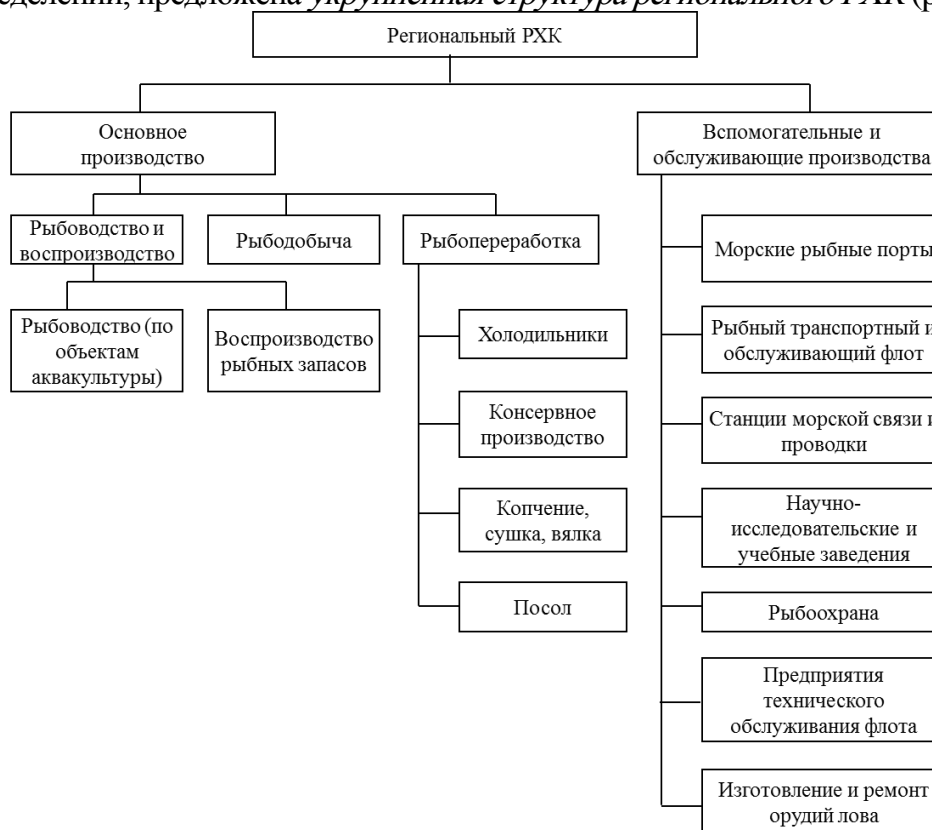 укрупненная структура регионального РХК (р
Региональный РХК
Основное
производство
Вспомогательные и
обслуживающие производства
Рыбоводство и
воспроизводство
Рыбодобыча
Рыбопереработка
Рыбоводство (по
объектам
аквакультуры)
Воспроизводство
рыбных запасов
Холодильники
Консервное
производство
Копчение,
сушка, вялка
Посол
Морские рыбные порты
Рыбный транспортный и
обслуживающий флот
Станции морской связи и
проводки
Научно-
исследовательские и
учебные заведения
Рыбоохрана
Предприятия
технического
обслуживания флота
Изготовление и ремонт
орудий лова